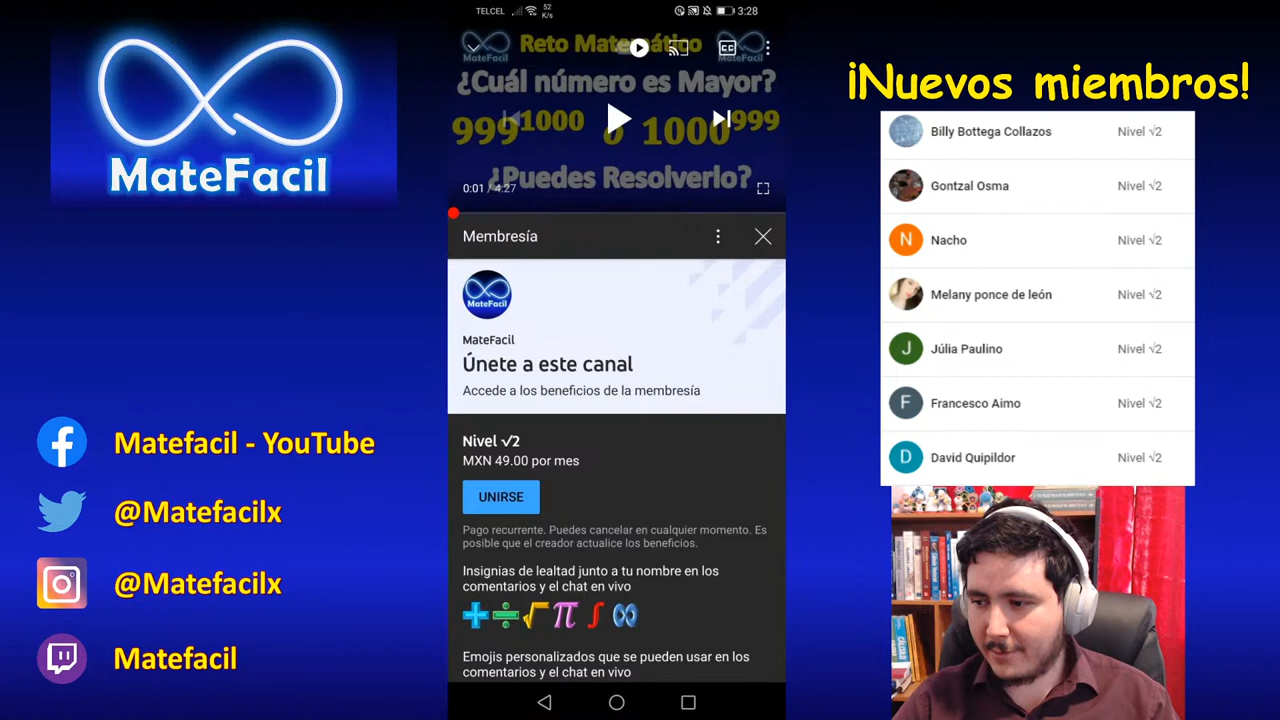 MateFacil
Matefacil - YouTube
@Matefacilx
@Matefacilx
Matefacil
TELCEL
52
K/s
3:28
MateFacil
Reto Matemático
MateFacil
¿Cuál número es Mayor?
999^1000 ó 1000^999
¿Puedes Resolverlo?
CC
0:01 / 4:27
Membresía
MateFacil
MateFacil
Únete a este canal
Accede a los beneficios de la membresía
Nivel √2
MXN 49.00 por mes
UNIRSE
Pago recurrente. Puedes cancelar en cualquier momento. Es
posible que el creador actualice los beneficios.
Insignias de lealtad junto a tu nombre en los
comentarios y el chat en vivo
Emojis personalizados que se pueden usar en los
comentarios y el chat en vivo
¡Nuevos miembros!
Billy Bottega Collazos Nivel √2
Gontzal Osma Nivel √2
N Nacho Nivel √2
Melany ponce de león Nivel √2
J Júlia Paulino Nivel √2
F Francesco Aimo Nivel √2
D David Quipildor Nivel √2